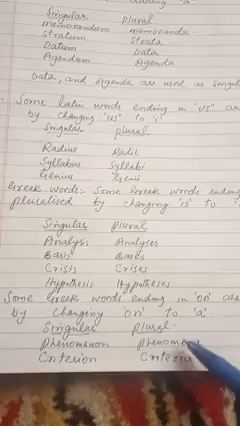 Singular plural
memorandum memoranda
Stratum Strata
Datum Data
Agendum Agenda
Data, and Agenda are used as
Some Latin words ending in "us" are
by changing 'us' to 'i'
Singular plural
Radius Radii
Syllabus Syllabi
Genius Genii
Greek words: Some Greek words ending
pluralised by changing 'is' to
Singular Plural
Analysis Analyses
Basis Bases
Crisis Crises
Hypothesis Hypotheses
Some Greek words ending in 'on' are
by changing 'on' to 'a'.
Singular plural.
Phenomenon
Criterion Criteria